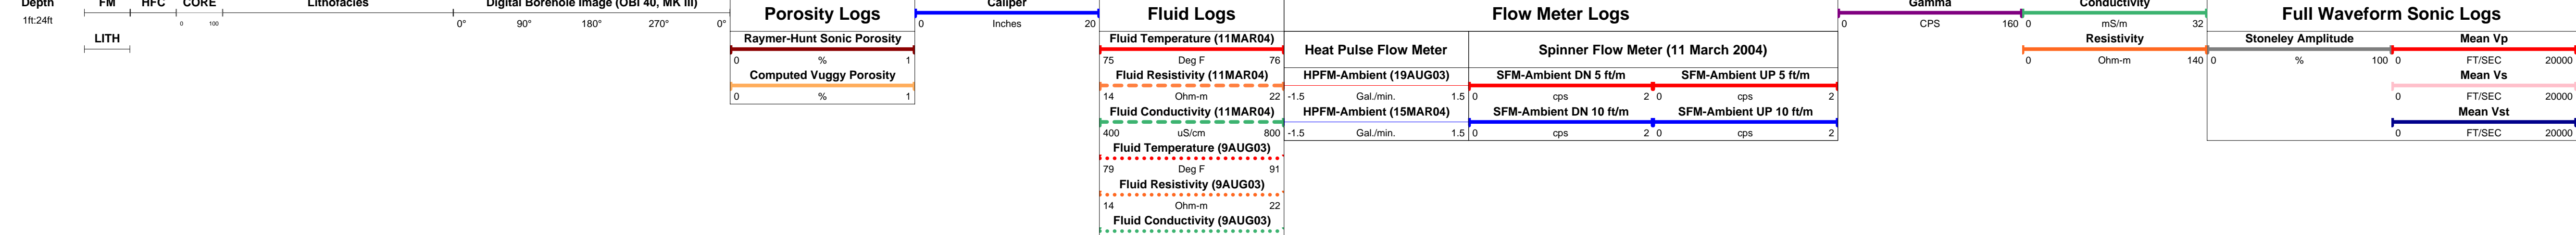 Depth FM HFC CORE Lithofacies Digital Borehole Image (OBI 40, MK III) Caliper Gamma Conductivity
1ft:24ft 0 100 0° 90° 180° 270° 0° Porosity Logs 0 Inches 20 Fluid Logs Flow Meter Logs 0 CPS 160 0 mS/m 32 Full Waveform Sonic Logs
LITH Raymer-Hunt Sonic Porosity Fluid Temperature (11MAR04) Heat Pulse Flow Meter Spinner Flow Meter (11 March 2004) Resistivity Stoneley Amplitude Mean Vp
0 % 1 75 Deg F 76 0 Ohm-m 140 0 % 100 0 FT/SEC 20000
Computed Vuggy Porosity Fluid Resistivity (11MAR04) HPFM-Ambient (19AUG03) SFM-Ambient DN 5 ft/m SFM-Ambient UP 5 ft/m Mean Vs
0 % 1 14 Ohm-m 22 -1.5 Gal./min. 1.5 0 cps 2 0 cps 2 0 FT/SEC 20000
Fluid Conductivity (11MAR04) HPFM-Ambient (15MAR04) SFM-Ambient DN 10 ft/m SFM-Ambient UP 10 ft/m Mean Vst
400 uS/cm 800 -1.5 Gal./min. 1.5 0 cps 2 0 cps 2 0 FT/SEC 20000
Fluid Temperature (9AUG03)
79 Deg F 91
Fluid Resistivity (9AUG03)
14 Ohm-m 22
Fluid Conductivity (9AUG03)